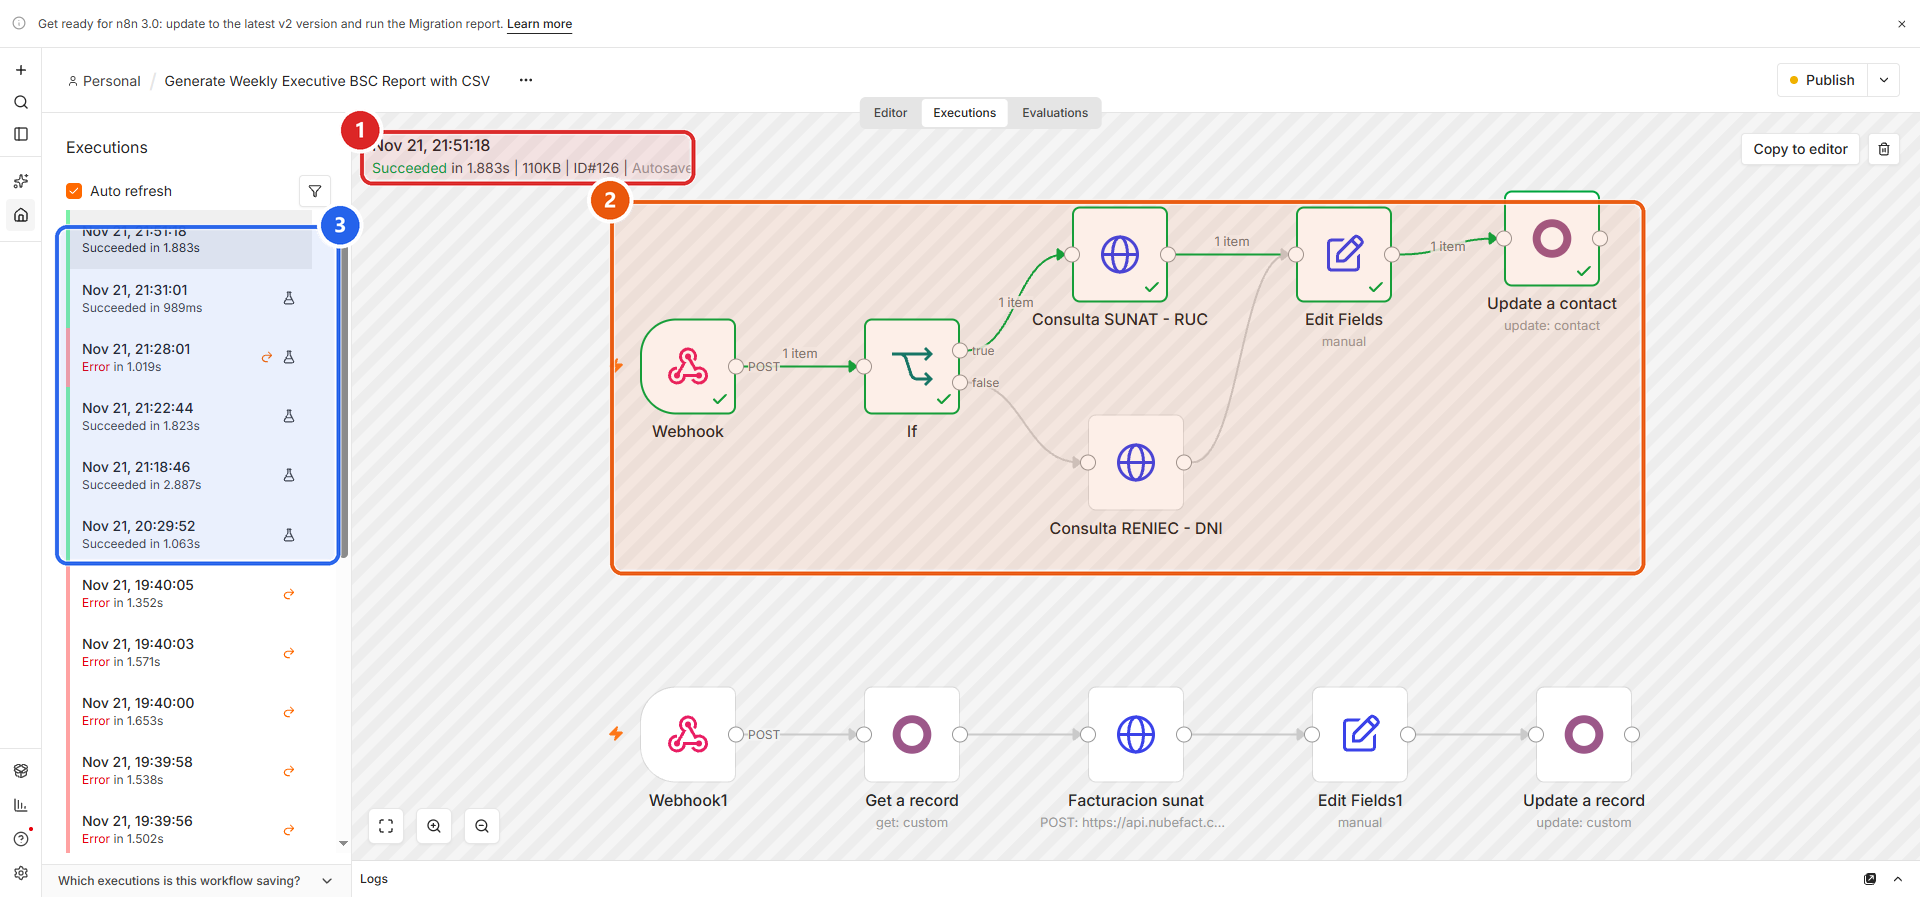 Get ready for n8n 3.0: update to the latest v2 version and run the Migration report. Learn more
Personal / Generate Weekly Executive BSC Report with CSV
Publish
Editor Executions Evaluations
Executions
Auto refresh
1
Nov 21, 21:51:18
Succeeded in 1.883s | 110KB | ID#126 | Autosave
Copy to editor
2
3
Nov 21, 21:51:18
Succeeded in 1.883s
Nov 21, 21:31:01
Succeeded in 989ms
Nov 21, 21:28:01
Error in 1.019s
Nov 21, 21:22:44
Succeeded in 1.823s
Nov 21, 21:18:46
Succeeded in 2.887s
Nov 21, 20:29:52
Succeeded in 1.063s
Nov 21, 19:40:05
Error in 1.352s
Nov 21, 19:40:03
Error in 1.571s
Nov 21, 19:40:00
Error in 1.653s
Nov 21, 19:39:58
Error in 1.538s
Nov 21, 19:39:56
Error in 1.502s
Which executions is this workflow saving?
POST
1 item
Webhook
If
true
false
1 item
Consulta SUNAT - RUC
1 item
Edit Fields
manual
1 item
Update a contact
update: contact
Consulta RENIEC - DNI
POST
Webhook1
Get a record
get: custom
Facturacion sunat
POST: https://api.nubefact.c...
Edit Fields1
manual
Update a record
update: custom
Logs